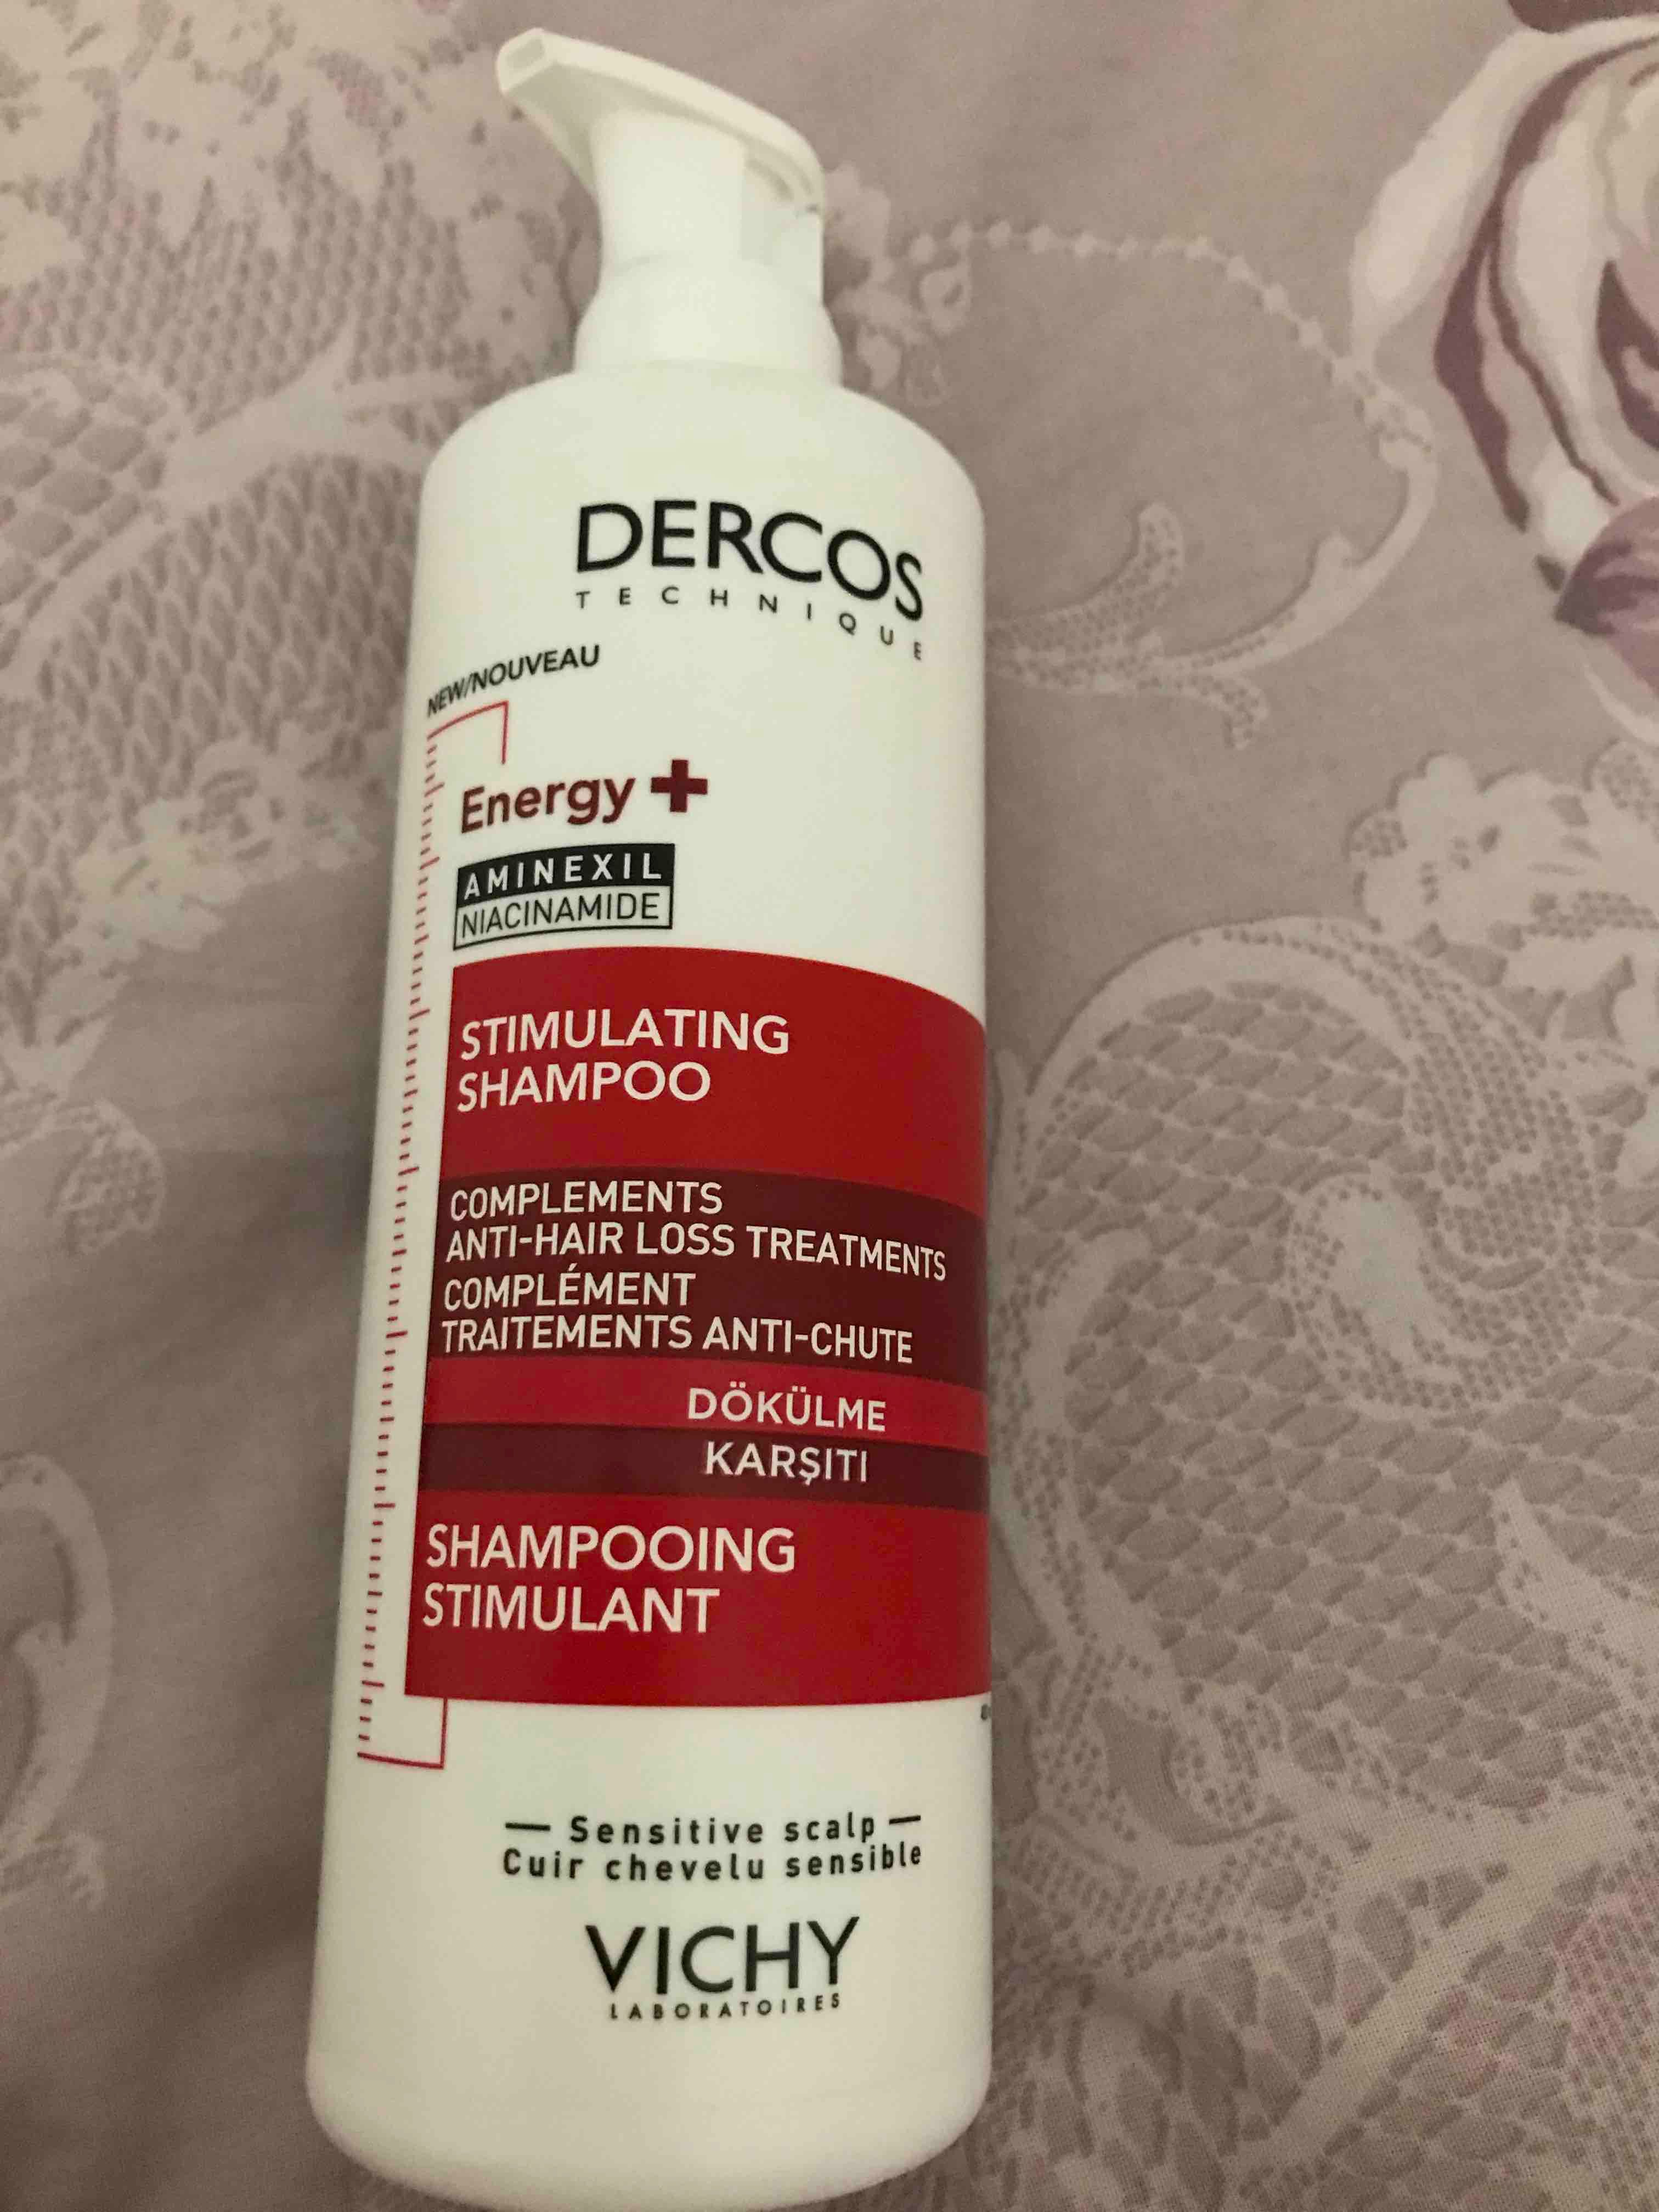 DERCOS
TECHNIQUE
NEW/NOUVEAU
Energy +
AMINEXIL
NIACINAMIDE
STIMULATING
SHAMPOO
COMPLEMENTS
ANTI-HAIR LOSS TREATMENTS
COMPLÉMENT
TRAITEMENTS ANTI-CHUTE
DÖKÜLME
KARŞITI
SHAMPOOING
STIMULANT
— Sensitive scalp —
Cuir chevelu sensible
VICHY
LABORATOIRES